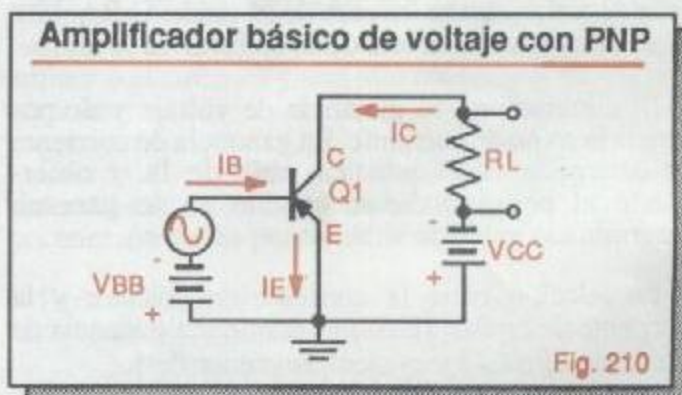 Amplificador básico de voltaje con PNP
IC
IB
C
Q1
RL
E
-
VCC
+
-
VBB
+
IE
Fig. 210